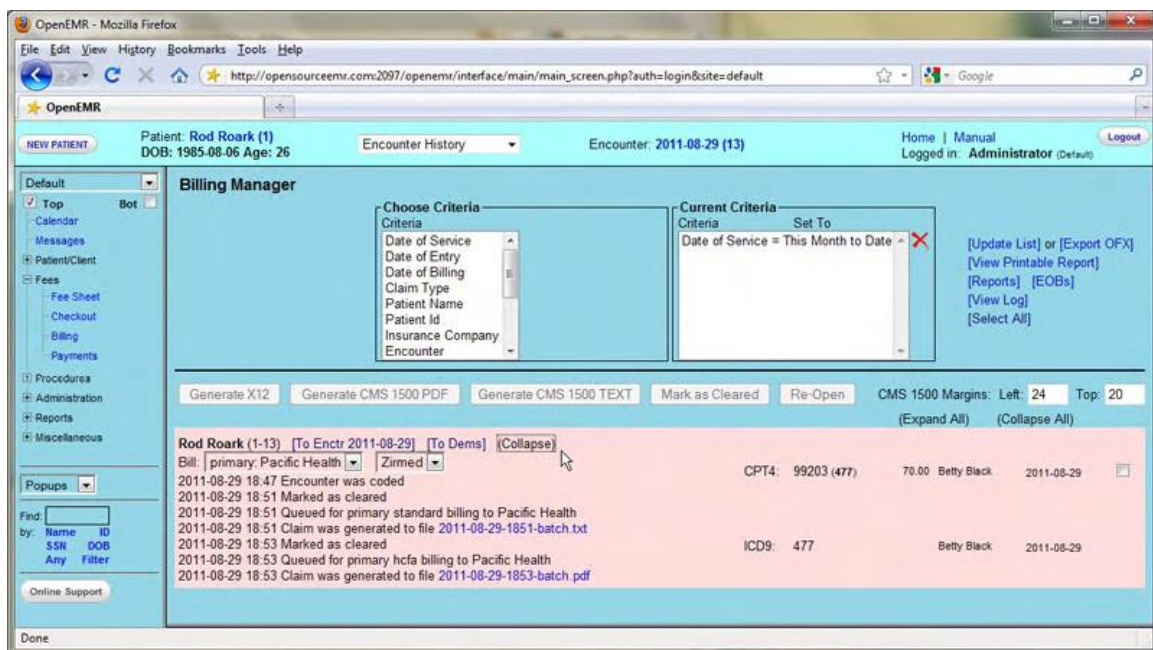 OpenEMR - Mozilla Firefox
File Edit View History Bookmarks Tools Help
http://opensourceemr.com:2097/openemr/interface/main/main_screen.php?auth=login&site=default
Google
OpenEMR
NEW PATIENT
Patient: Rod Roark (1)
DOB: 1985-08-06 Age: 26
Encounter History
Encounter: 2011-08-29 (13)
Home | Manual
Logged in: Administrator (Default)
Logout
Default
Top Bot
Calendar
Messages
Patient/Client
Fees
Fee Sheet
Checkout
Billing
Payments
Procedures
Administration
Reports
Miscellaneous
Popups
Find:
by: Name ID
SSN DOB
Any Filter
Online Support
Billing Manager
Choose Criteria
Criteria
Date of Service
Date of Entry
Date of Billing
Claim Type
Patient Name
Patient Id
Insurance Company
Encounter
Current Criteria
Criteria Set To
Date of Service = This Month to Date
[Update List] or [Export OFX]
[View Printable Report]
[Reports] [EOBs]
[View Log]
[Select All]
Generate X12 Generate CMS 1500 PDF Generate CMS 1500 TEXT Mark as Cleared Re-Open CMS 1500 Margins: Left: 24 Top: 20
(Expand All) (Collapse All)
Rod Roark (1-13) [To Enctr 2011-08-29] [To Dems] (Collapse)
Bill: primary: Pacific Health Zirmed
CPT4: 99203 (477) 70.00 Betty Black 2011-08-29
2011-08-29 18:47 Encounter was coded
2011-08-29 18:51 Marked as cleared
2011-08-29 18:51 Queued for primary standard billing to Pacific Health
2011-08-29 18:51 Claim was generated to file 2011-08-29-1851-batch.txt
2011-08-29 18:53 Marked as cleared
ICD9: 477 Betty Black 2011-08-29
2011-08-29 18:53 Queued for primary hcfa billing to Pacific Health
2011-08-29 18:53 Claim was generated to file 2011-08-29-1853-batch.pdf
Done